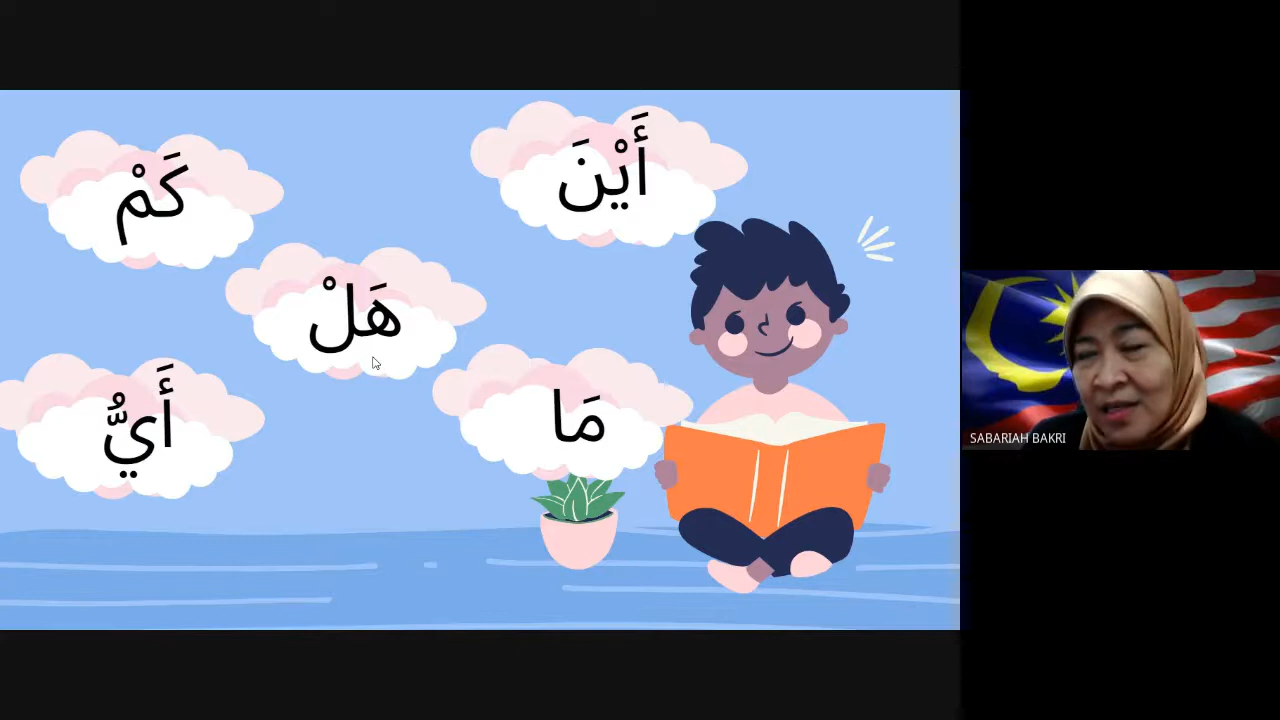 أَيْنَ
كَمْ
هَلْ
مَا
أَيُّ
SABARIAH BAKRI